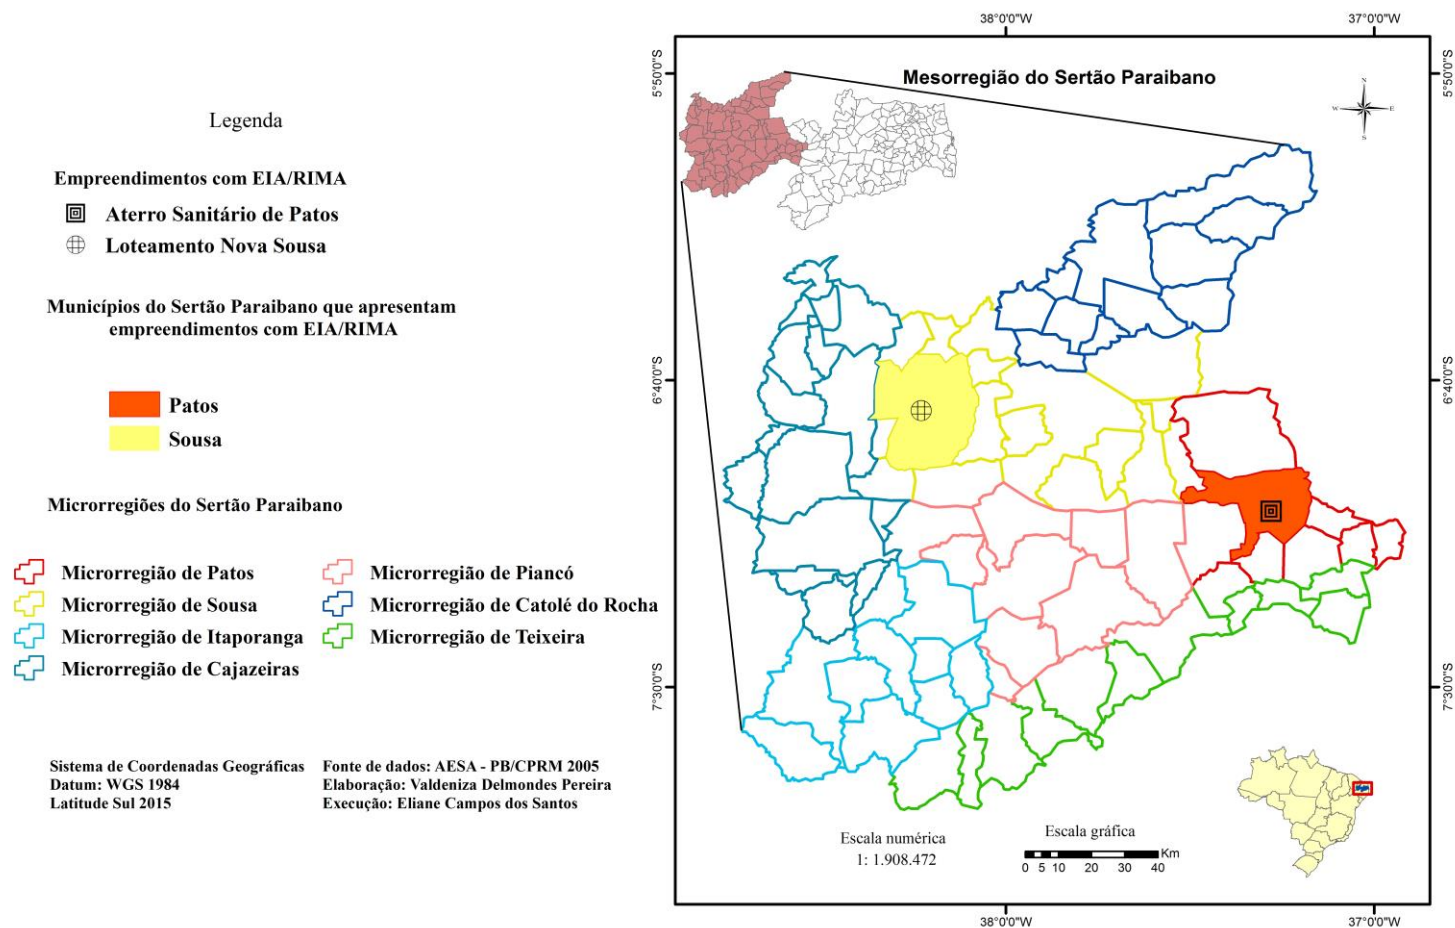 Legenda
Empreendimentos com EIA/RIMA
Aterro Sanitário de Patos
Loteamento Nova Sousa
Municípios do Sertão Paraibano que apresentam
empreendimentos com EIA/RIMA
Patos
Sousa
Microrregiões do Sertão Paraibano
Microrregião de Patos
Microrregião de Sousa
Microrregião de Itaporanga
Microrregião de Cajazeiras
Microrregião de Piancó
Microrregião de Catolé do Rocha
Microrregião de Teixeira
Sistema de Coordenadas Geográficas
Datum: WGS 1984
Latitude Sul 2015
Fonte de dados: AESA - PB/CPRM 2005
Elaboração: Valdeniza Delmondes Pereira
Execução: Eliane Campos dos Santos
38°0'0"W
37°0'0"W
Mesorregião do Sertão Paraibano
N
W
E
S
5°50'0"S
5°50'0"S
6°40'0"S
6°40'0"S
7°30'0"S
7°30'0"S
Escala numérica
1: 1.908.472
Escala gráfica
Km
0 5 10 20 30 40
38°0'0"W
37°0'0"W